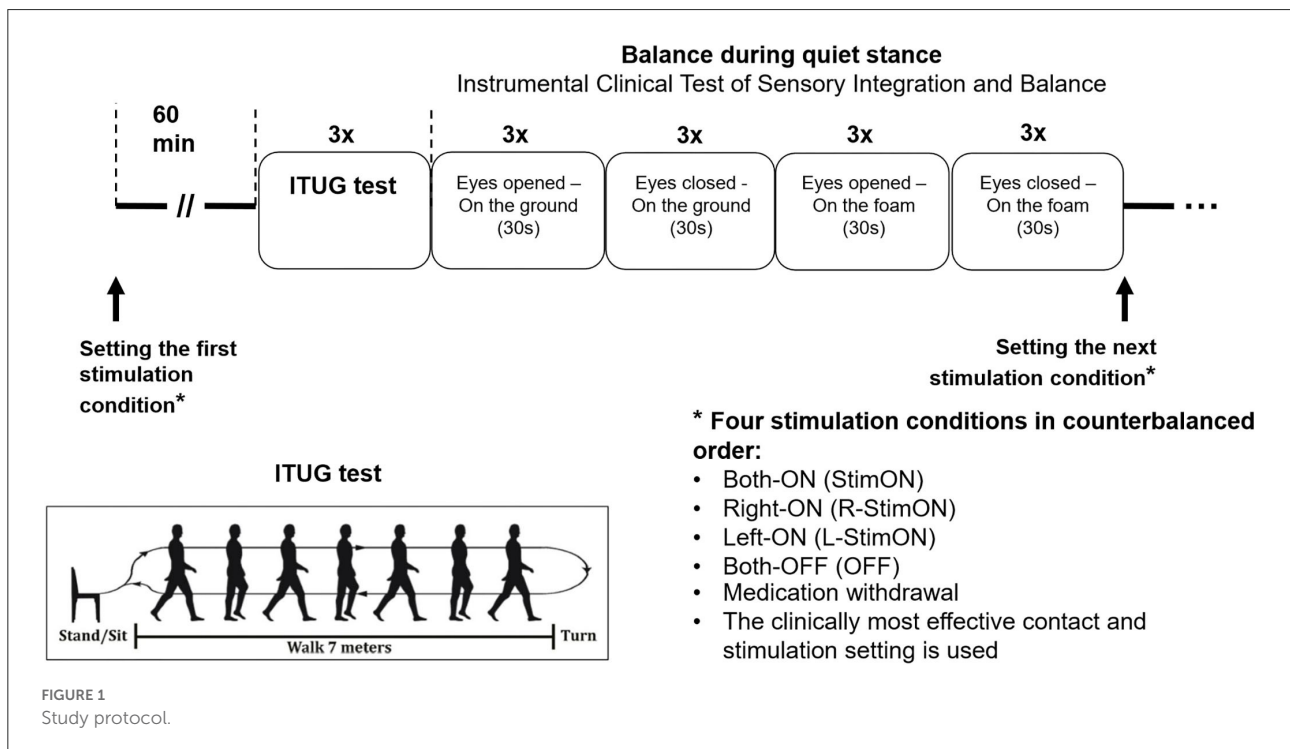 Balance during quiet stance
Instrumental Clinical Test of Sensory Integration and Balance
60
min
3x
3x
3x
3x
3x
//
ITUG test
Eyes opened –
On the ground
(30s)
Eyes closed -
On the ground
(30s)
Eyes opened –
On the foam
(30s)
Eyes closed –
On the foam
(30s)
...
Setting the first
stimulation
condition*
Setting the next
stimulation condition*
* Four stimulation conditions in counterbalanced
order:
• Both-ON (StimON)
• Right-ON (R-StimON)
• Left-ON (L-StimON)
• Both-OFF (OFF)
• Medication withdrawal
• The clinically most effective contact and
stimulation setting is used
ITUG test
Stand/Sit
Walk 7 meters
Turn
FIGURE 1
Study protocol.